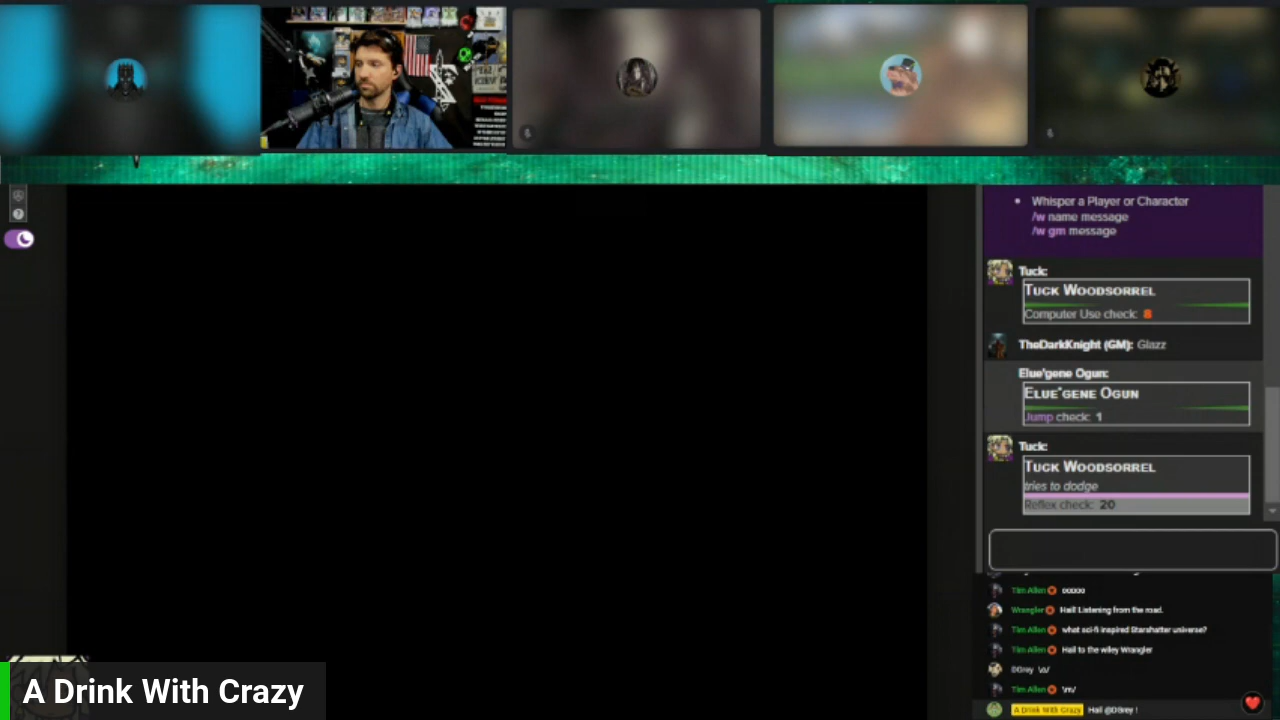 Whisper a Player or Character
/w name message
/w gm message
Tuck:
Tuck Woodsorrel
Computer Use check: 8
TheDarkKnight (GM): Glazz
Elue'gene Ogun:
Elue'gene Ogun
Jump check: 1
Tuck:
Tuck Woodsorrel
tries to dodge
Reflex check: 20
Tim Allen ooooo
Wrangler Hail! Listening from the road.
Tim Allen what sci-fi inspired Starshatter universe?
Tim Allen Hail to the wiley Wrangler
DGrey \o/
Tim Allen \m/
A Drink With Crazy Hail @DGrey !
A Drink With Crazy